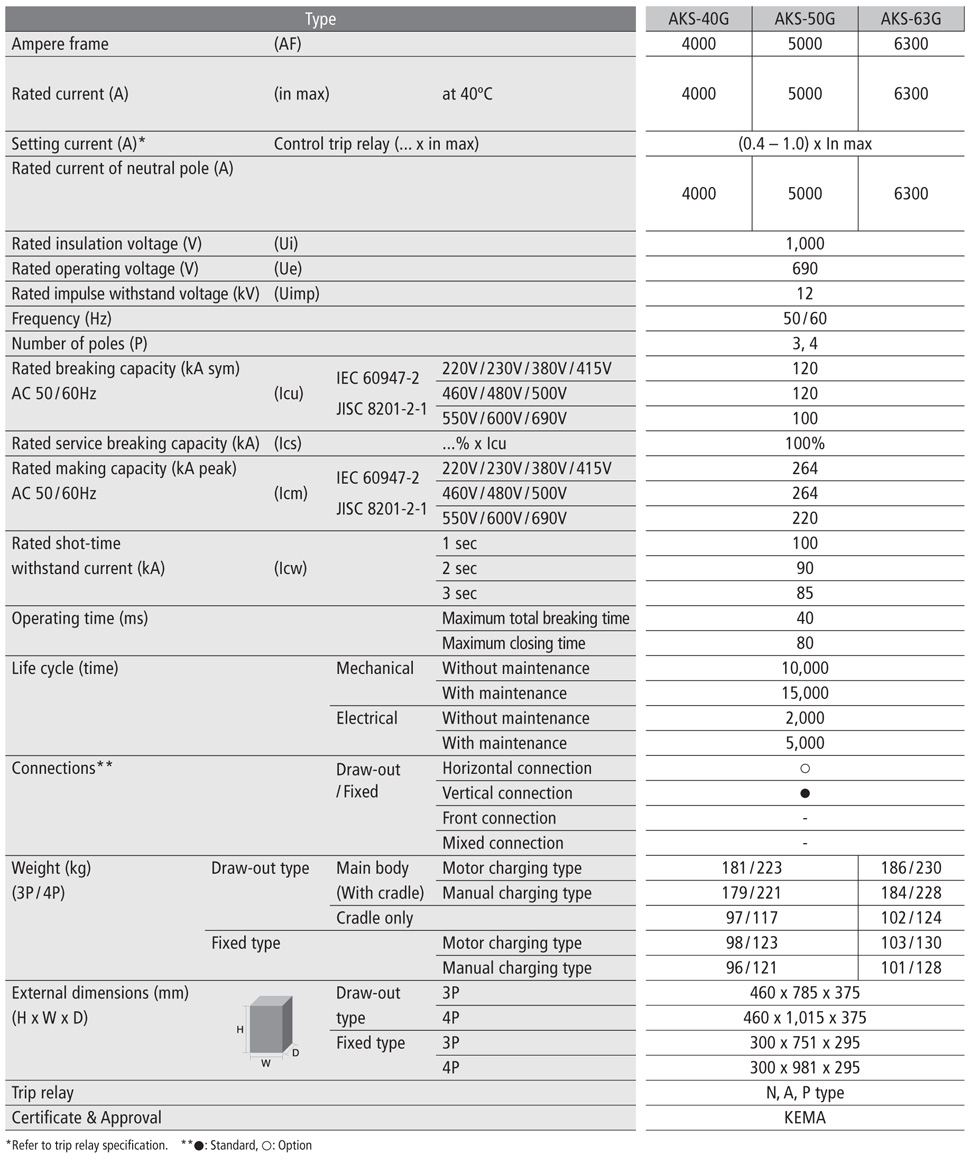 Type AKS-40G AKS-50G AKS-63G
Ampere frame (AF) 4000 5000 6300
Rated current (A) (in max) at 40ºC 4000 5000 6300
Setting current (A)* Control trip relay (... x in max) (0.4 – 1.0) x In max
Rated current of neutral pole (A)
4000 5000 6300
Rated insulation voltage (V) (Ui) 1,000
Rated operating voltage (V) (Ue) 690
Rated impulse withstand voltage (kV) (Uimp) 12
Frequency (Hz) 50/60
Number of poles (P) 3, 4
Rated breaking capacity (kA sym) IEC 60947-2 220V/230V/380V/415V 120
AC 50/60Hz (Icu) JISC 8201-2-1 460V/480V/500V 120
550V/600V/690V 100
Rated service breaking capacity (kA) (Ics) ...% x Icu 100%
Rated making capacity (kA peak) IEC 60947-2 220V/230V/380V/415V 264
AC 50/60Hz (Icm) JISC 8201-2-1 460V/480V/500V 264
550V/600V/690V 220
Rated shot-time 1 sec 100
withstand current (kA) (Icw) 2 sec 90
3 sec 85
Operating time (ms) Maximum total breaking time 40
Maximum closing time 80
Life cycle (time) Mechanical Without maintenance 10,000
With maintenance 15,000
Electrical Without maintenance 2,000
With maintenance 5,000
Connections** Draw-out Horizontal connection ○
/Fixed Vertical connection ●
Front connection -
Mixed connection -
Weight (kg) Draw-out type Main body Motor charging type 181/223 186/230
(3P/4P) (With cradle) Manual charging type 179/221 184/228
Cradle only 97/117 102/124
Fixed type Motor charging type 98/123 103/130
Manual charging type 96/121 101/128
External dimensions (mm) Draw-out 3P 460 x 785 x 375
(H x W x D) type 4P 460 x 1,015 x 375
H Fixed type 3P 300 x 751 x 295
D
W 4P 300 x 981 x 295
Trip relay N, A, P type
Certificate & Approval KEMA
*Refer to trip relay specification. **●: Standard, ○: Option